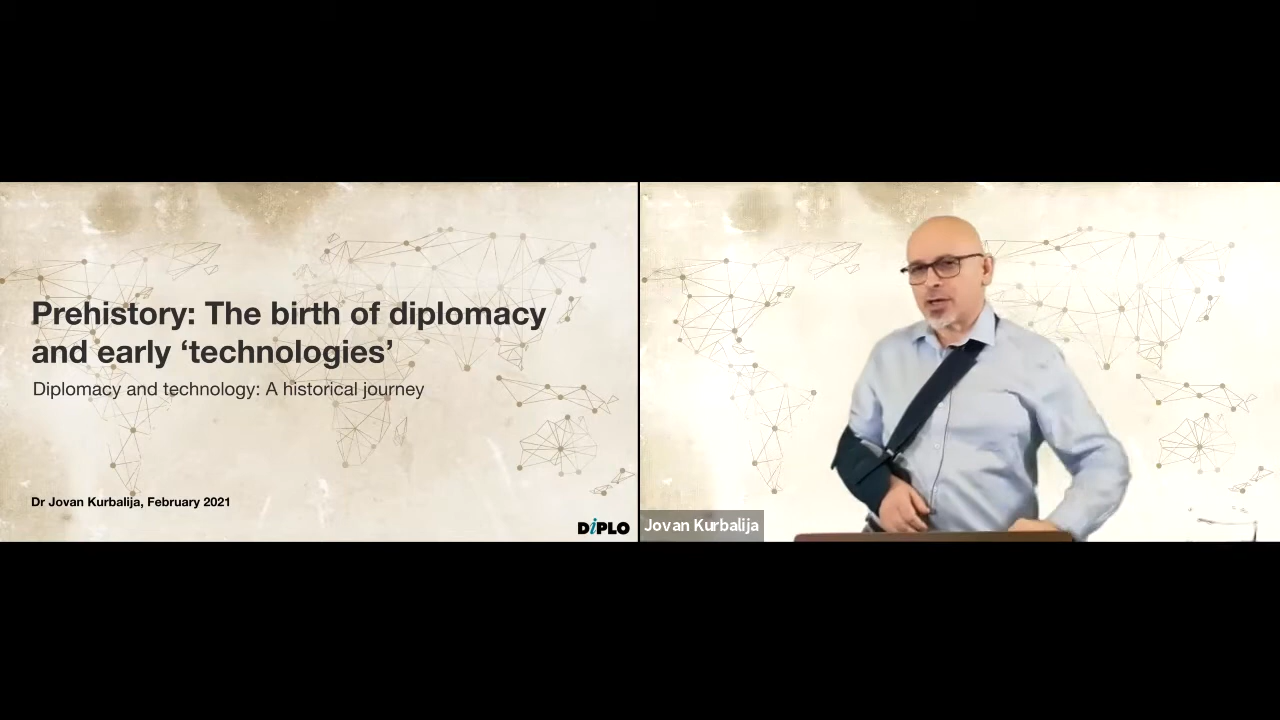 Prehistory: The birth of diplomacy
and early ‘technologies’
Diplomacy and technology: A historical journey
Dr Jovan Kurbalija, February 2021
DiPLO
Jovan Kurbalija